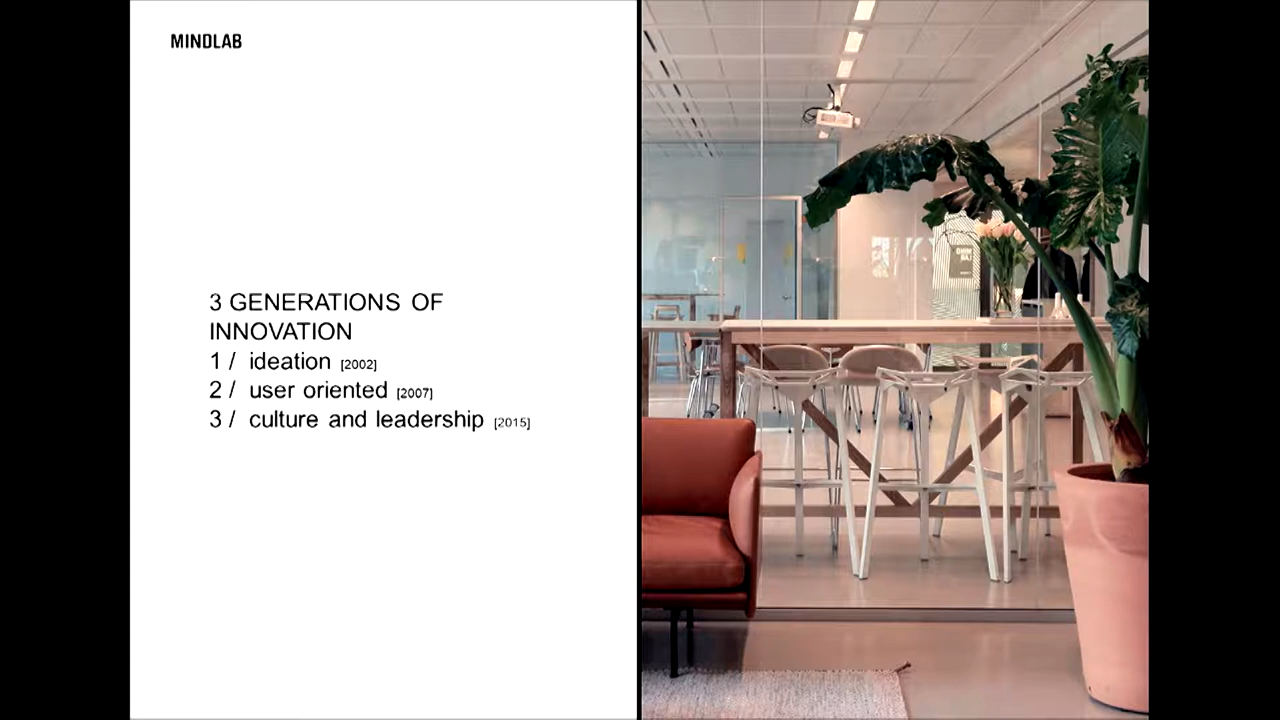 MINDLAB
3 GENERATIONS OF
INNOVATION
1 / ideation [2002]
2 / user oriented [2007]
3 / culture and leadership [2015]